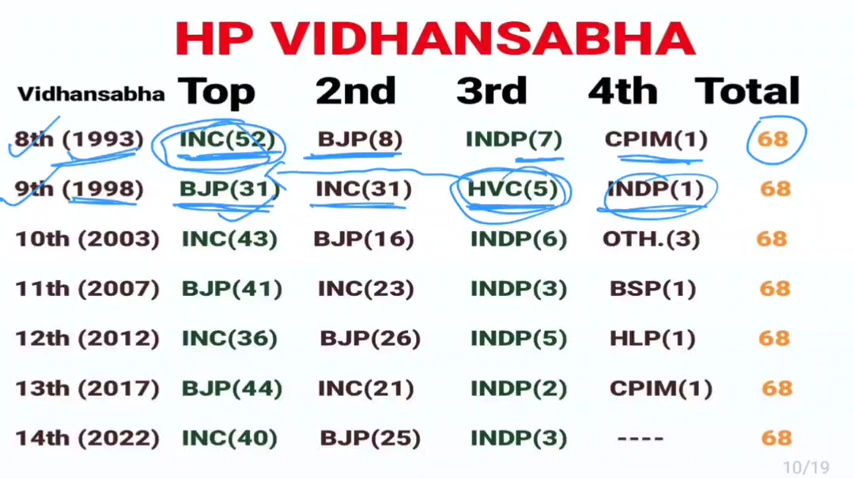 HP VIDHANSABHA
Vidhansabha Top 2nd 3rd 4th Total
8th (1993) INC(52) BJP(8) INDP(7) CPIM(1) 68
9th (1998) BJP(31) INC(31) HVC(5) INDP(1) 68
10th (2003) INC(43) BJP(16) INDP(6) OTH.(3) 68
11th (2007) BJP(41) INC(23) INDP(3) BSP(1) 68
12th (2012) INC(36) BJP(26) INDP(5) HLP(1) 68
13th (2017) BJP(44) INC(21) INDP(2) CPIM(1) 68
14th (2022) INC(40) BJP(25) INDP(3) ---- 68
10/19